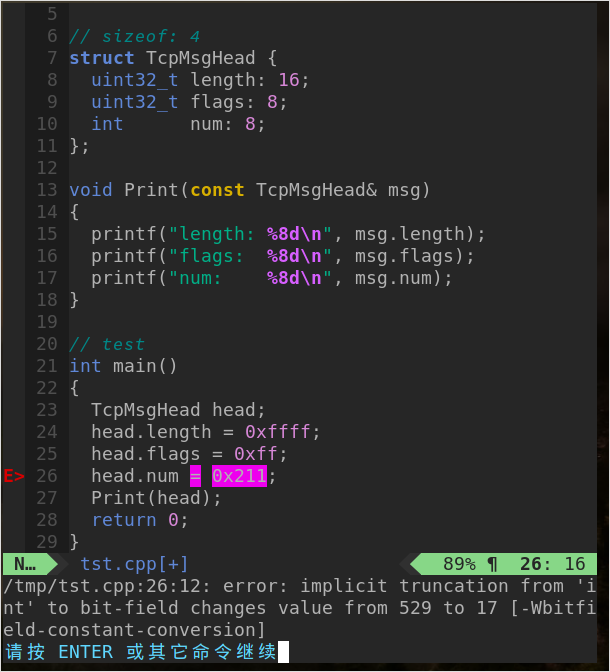 5
6 // sizeof: 4
7 struct TcpMsgHead {
8   uint32_t length: 16;
9   uint32_t flags: 8;
10   int      num: 8;
11 };
12
13 void Print(const TcpMsgHead& msg)
14 {
15   printf("length: %8d\n", msg.length);
16   printf("flags:  %8d\n", msg.flags);
17   printf("num:    %8d\n", msg.num);
18 }
19
20 // test
21 int main()
22 {
23   TcpMsgHead head;
24   head.length = 0xffff;
25   head.flags = 0xff;
E> 26   head.num = 0x211;
27   Print(head);
28   return 0;
29 }
N… tst.cpp[+] 89% ¶ 26: 16
/tmp/tst.cpp:26:12: error: implicit truncation from 'i
nt' to bit-field changes value from 529 to 17 [-Wbitfi
eld-constant-conversion]
请按 ENTER 或其它命令继续